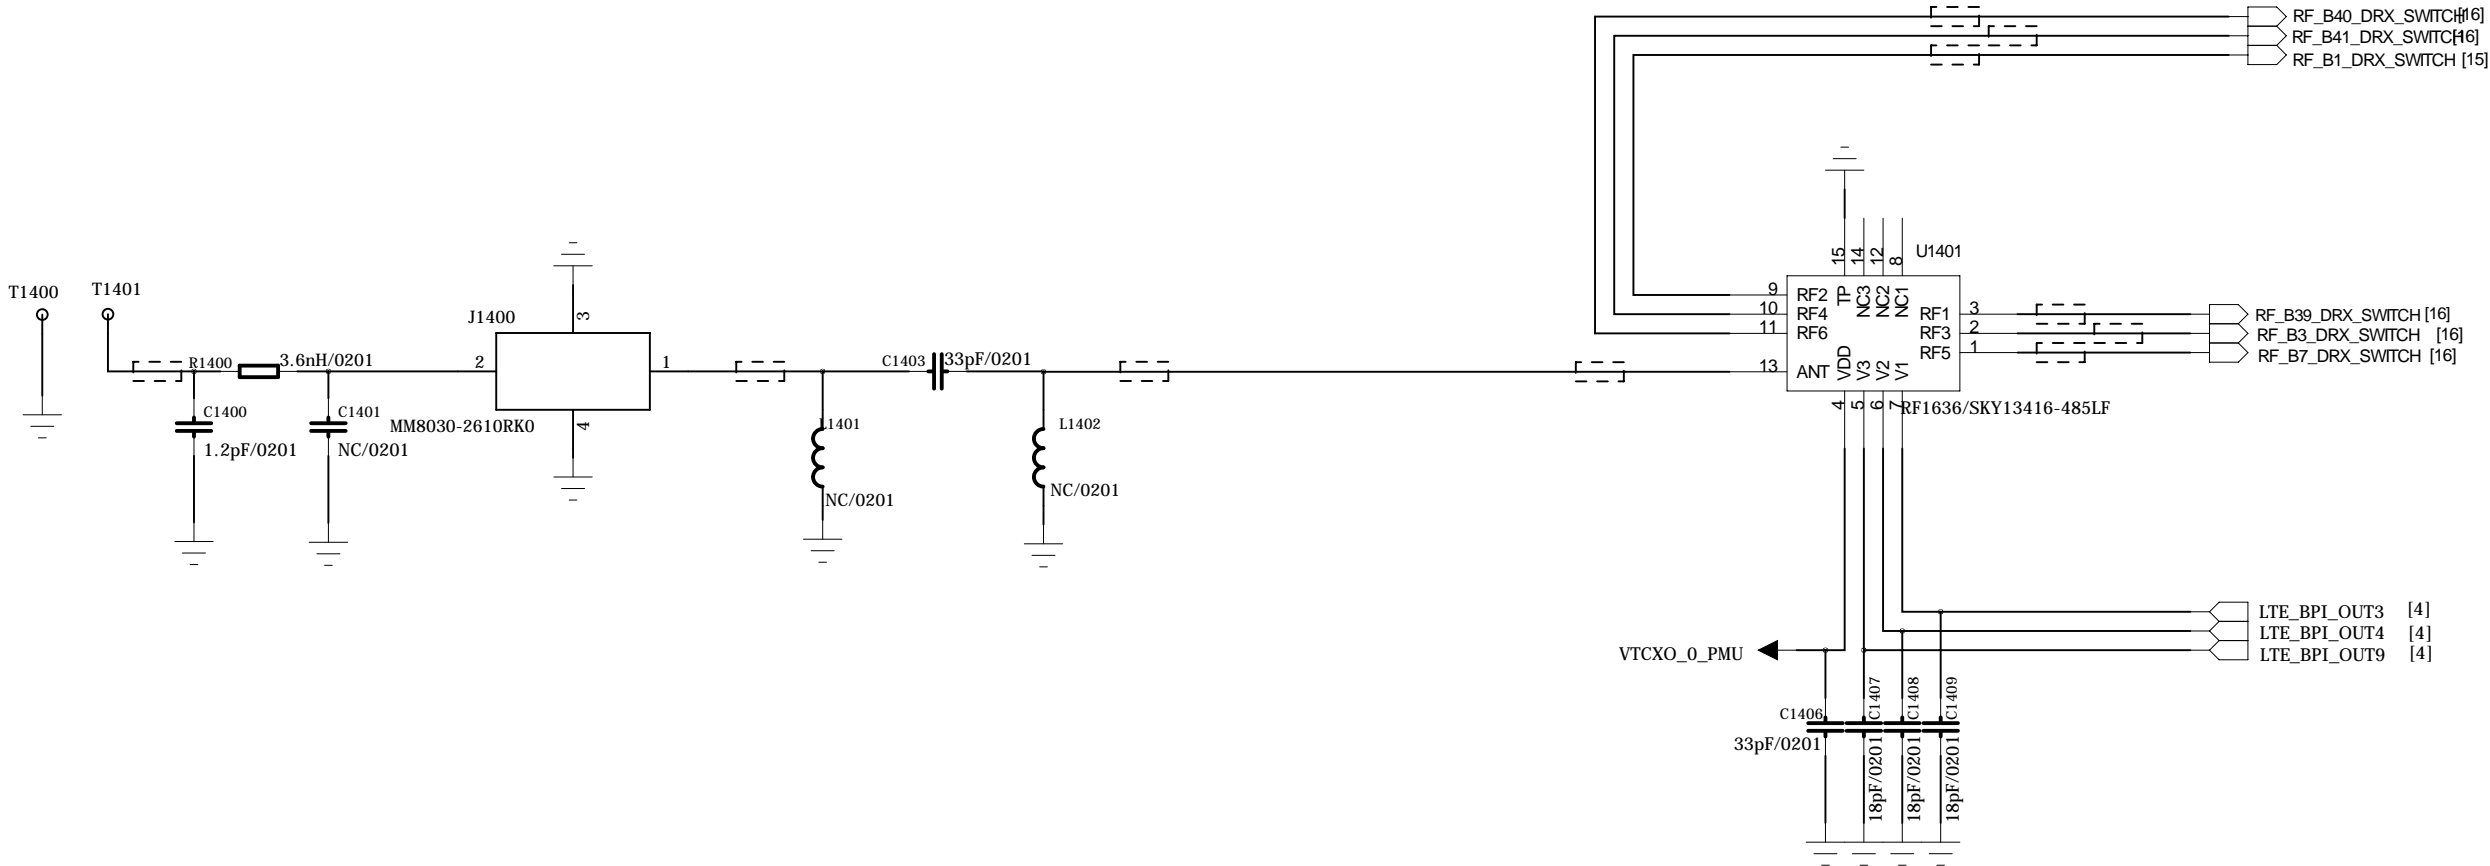 RF_B40_DRX_SWITCH [16]
RF_B41_DRX_SWITCH [16]
RF_B1_DRX_SWITCH [15]
U1401
15
14
12
8
T1400
T1401
J1400
3
9
RF2
TP
NC3
NC2
NC1
10
RF4
RF1
3
RF_B39_DRX_SWITCH [16]
11
RF6
RF3
2
RF_B3_DRX_SWITCH [16]
RF5
1
RF_B7_DRX_SWITCH [16]
R1400
3.6nH/0201
2
1
C1403
33pF/0201
13
ANT
VDD
V3
V2
V1
4
5
6
7
RF1636/SKY13416-485LF
C1400
C1401
MM8030-2610RK0
4
L1401
L1402
1.2pF/0201
NC/0201
NC/0201
NC/0201
LTE_BPI_OUT3 [4]
LTE_BPI_OUT4 [4]
VTCXO_0_PMU
LTE_BPI_OUT9 [4]
C1406
C1407
C1408
C1409
33pF/0201
18pF/0201
18pF/0201
18pF/0201